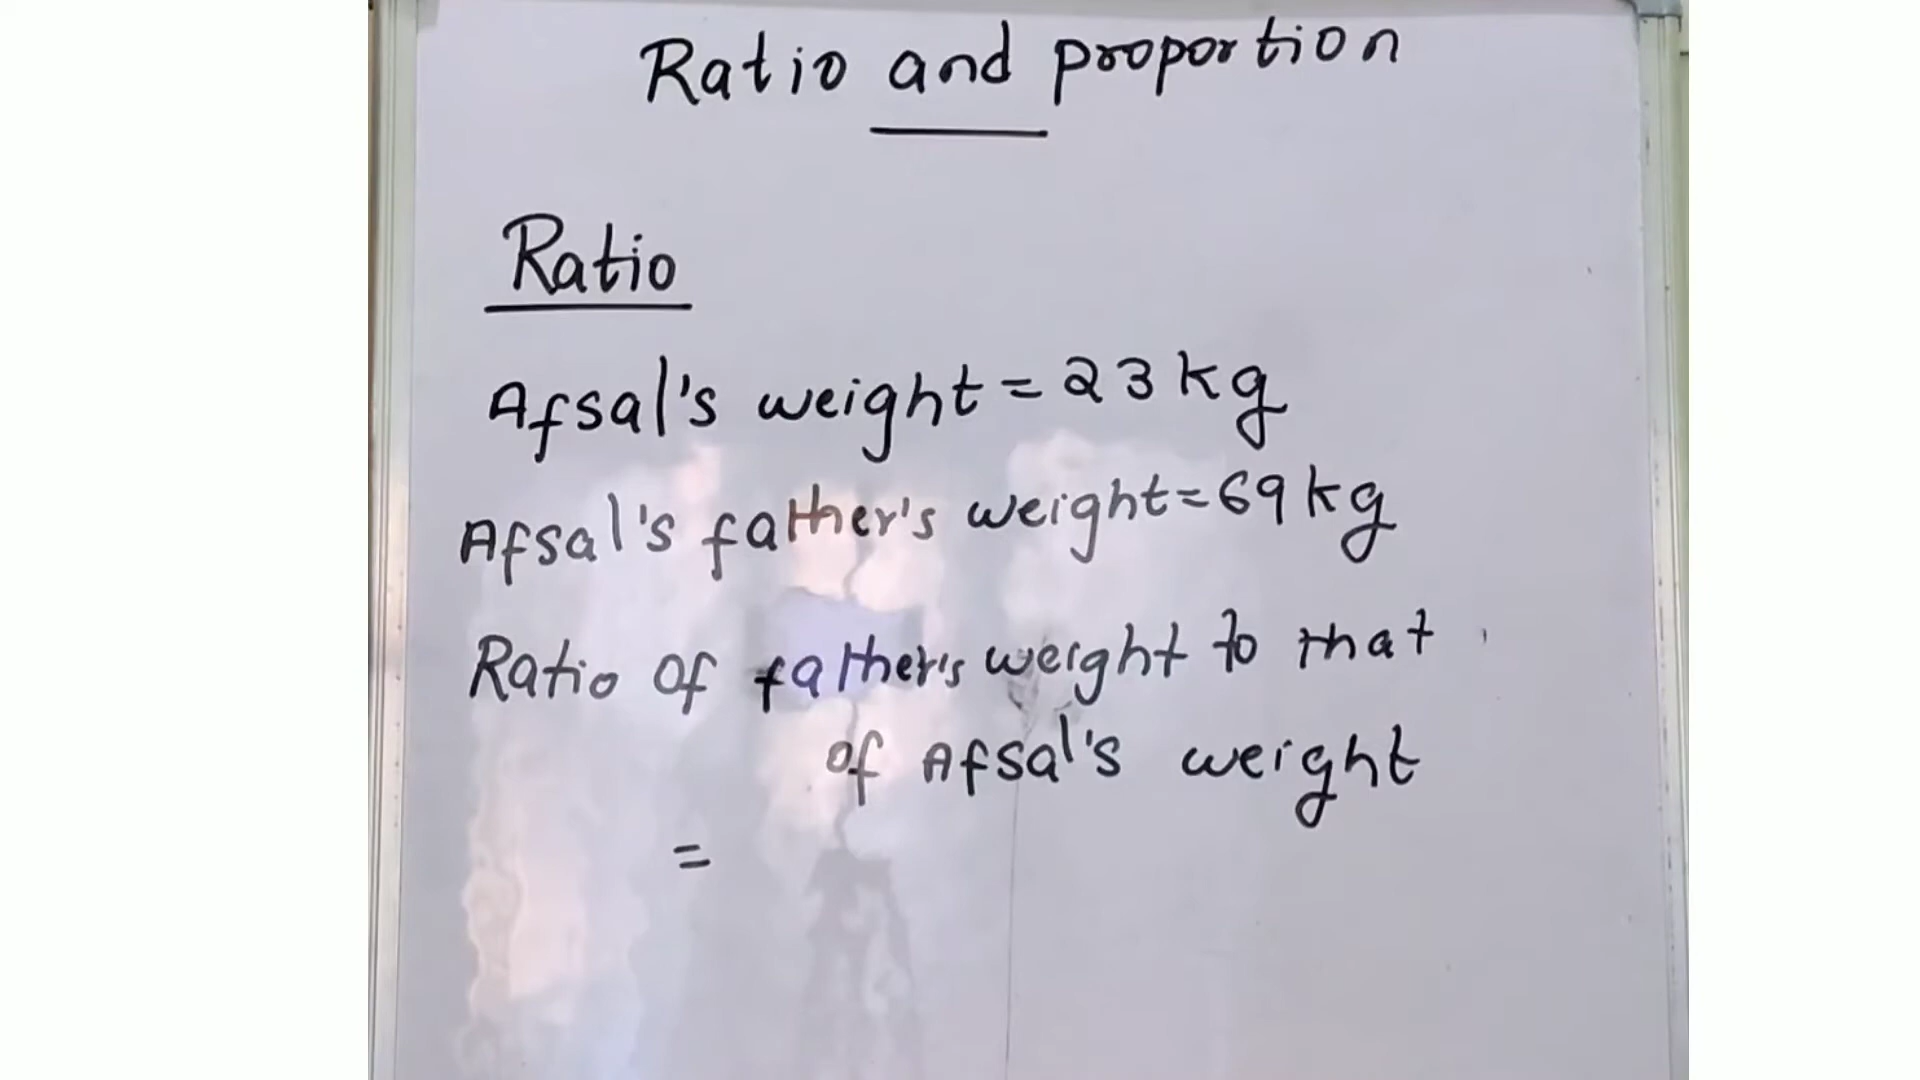 Ratio and proportion
Ratio
Afsal's weight = 23 kg
Afsal's father's weight = 69 kg
Ratio of father's weight to that
of Afsal's weight
=